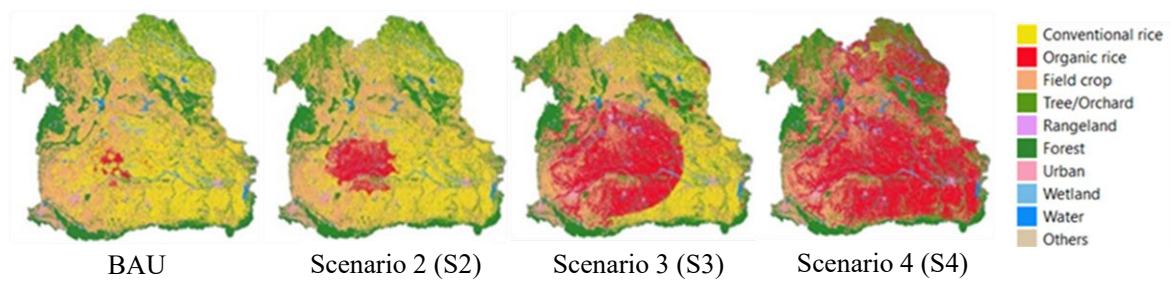 Conventional rice
Organic rice
Field crop
Tree/Orchard
Rangeland
Forest
Urban
Wetland
Water
Others
BAU
Scenario 2 (S2)
Scenario 3 (S3)
Scenario 4 (S4)